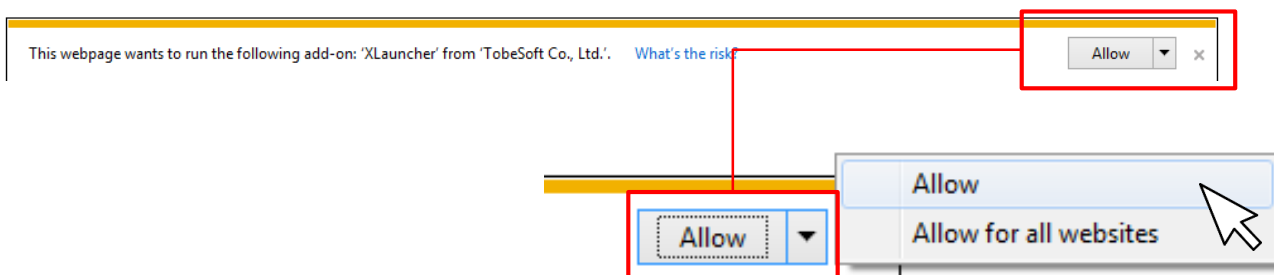 This webpage wants to run the following add-on: 'XLauncher' from 'TobeSoft Co., Ltd.'. What's the risk? Allow ×
Allow
Allow
Allow for all websites